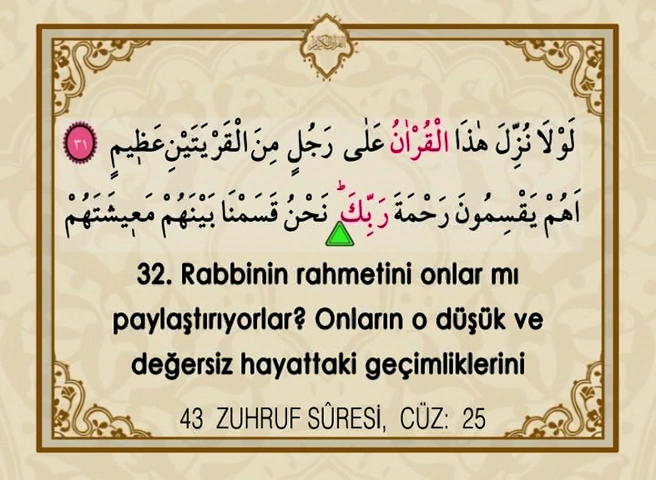 لَوْلَا نُزِّلَ هٰذَا الْقُرْاٰنُ عَلٰى رَجُلٍ مِنَ الْقَرْيَتَيْنِ عَظ۪يمٍ ٣١
اَهُمْ يَقْسِمُونَ رَحْمَةَ رَبِّكَۜ نَحْنُ قَسَمْنَا بَيْنَهُمْ مَع۪يشَتَهُمْ
32. Rabbinin rahmetini onlar mı
paylaştırıyorlar? Onların o düşük ve
değersiz hayattaki geçimliklerini
43 ZUHRUF SÛRESİ, CÜZ: 25